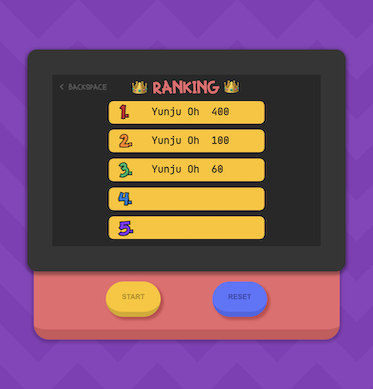 < BACKSPACE
RANKING
1. Yunju Oh 400
2. Yunju Oh 100
3. Yunju Oh 60
4.
5.
START
RESET